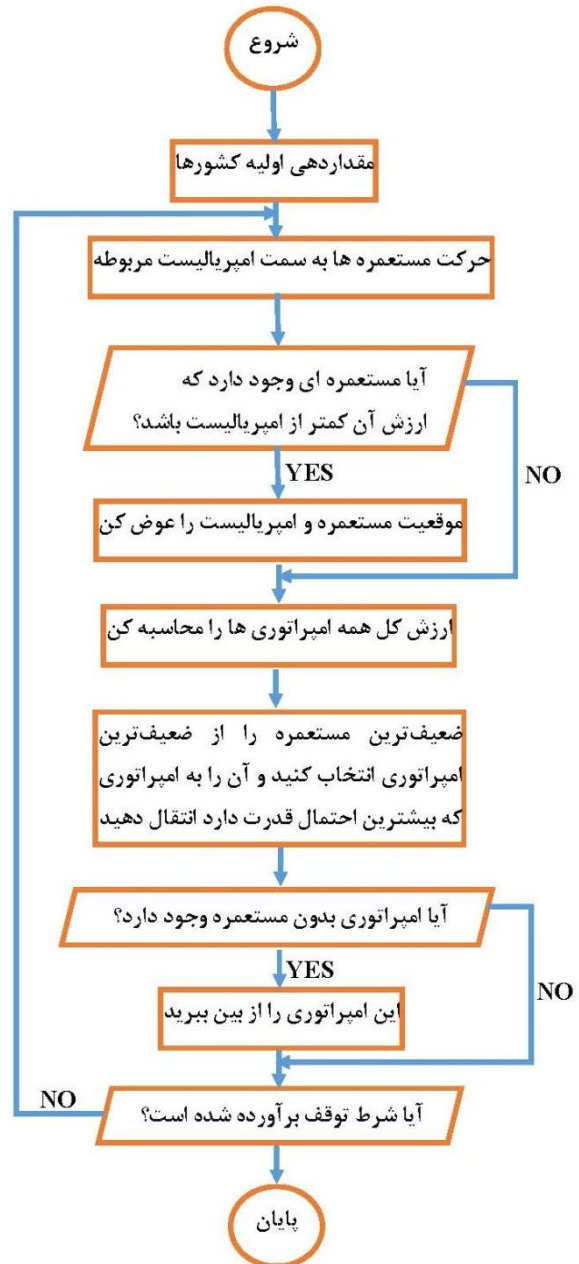 شروع
مقداردهی اولیه کشورها
حرکت مستعمره ها به سمت امپریالیست مربوطه
آیا مستعمره ای وجود دارد که
ارزش آن کمتر از امپریالیست باشد؟
YES
NO
موقعیت مستعمره و امپریالیست را عوض کن
ارزش کل همه امپراتوری ها را محاسبه کن
ضعیف‌ترین مستعمره را از ضعیف‌ترین
امپراتوری انتخاب کنید و آن را به امپراتوری
که بیشترین احتمال قدرت دارد انتقال دهید
آیا امپراتوری بدون مستعمره وجود دارد؟
YES
NO
این امپراتوری را از بین ببرید
NO
آیا شرط توقف برآورده شده است؟
پایان